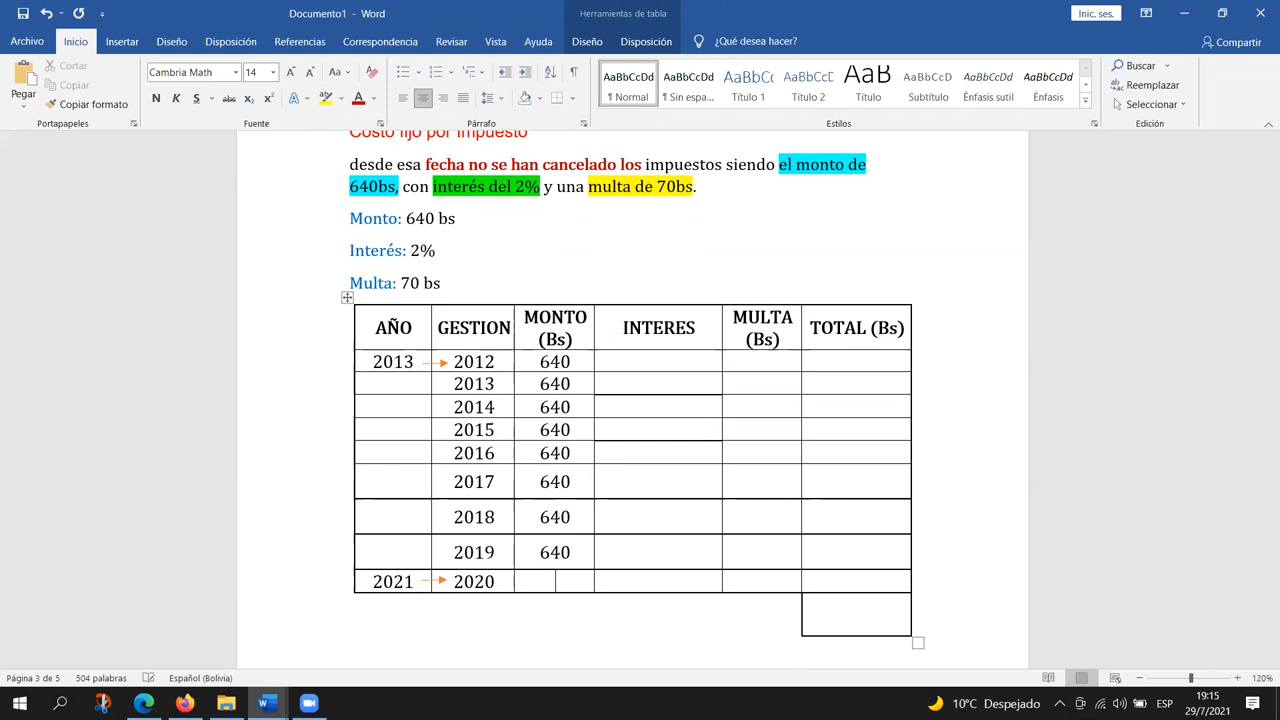 Documento1 - Word
Herramientas de tabla
Inic. ses.
Archivo Inicio Insertar Diseño Disposición Referencias Correspondencia Revisar Vista Ayuda Diseño Disposición ¿Qué desea hacer? Compartir
Pegar
Cortar
Copiar
Copiar formato
Portapapeles
Cambria Math 14
Aa
N K S abc x₂ x² A A
Fuente
Párrafo
AaBbCcDd AaBbCcDd AaBbCc AaBbCcE AaB AaBbCcD AaBbCcDd AaBbCcDd
¶ Normal ¶ Sin espa... Título 1 Título 2 Título Subtítulo Énfasis sutil Énfasis
Estilos
Buscar
Reemplazar
Seleccionar
Edición
Costo fijo por impuesto
desde esa fecha no se han cancelado los impuestos siendo el monto de
640bs, con interés del 2% y una multa de 70bs.
Monto: 640 bs
Interés: 2%
Multa: 70 bs
AÑO GESTION MONTO (Bs) INTERES MULTA (Bs) TOTAL (Bs)
2013 2012 640
2013 640
2014 640
2015 640
2016 640
2017 640
2018 640
2019 640
2021 2020
Página 3 de 5 504 palabras Español (Bolivia) 120%
10°C Despejado ESP 19:15
29/7/2021